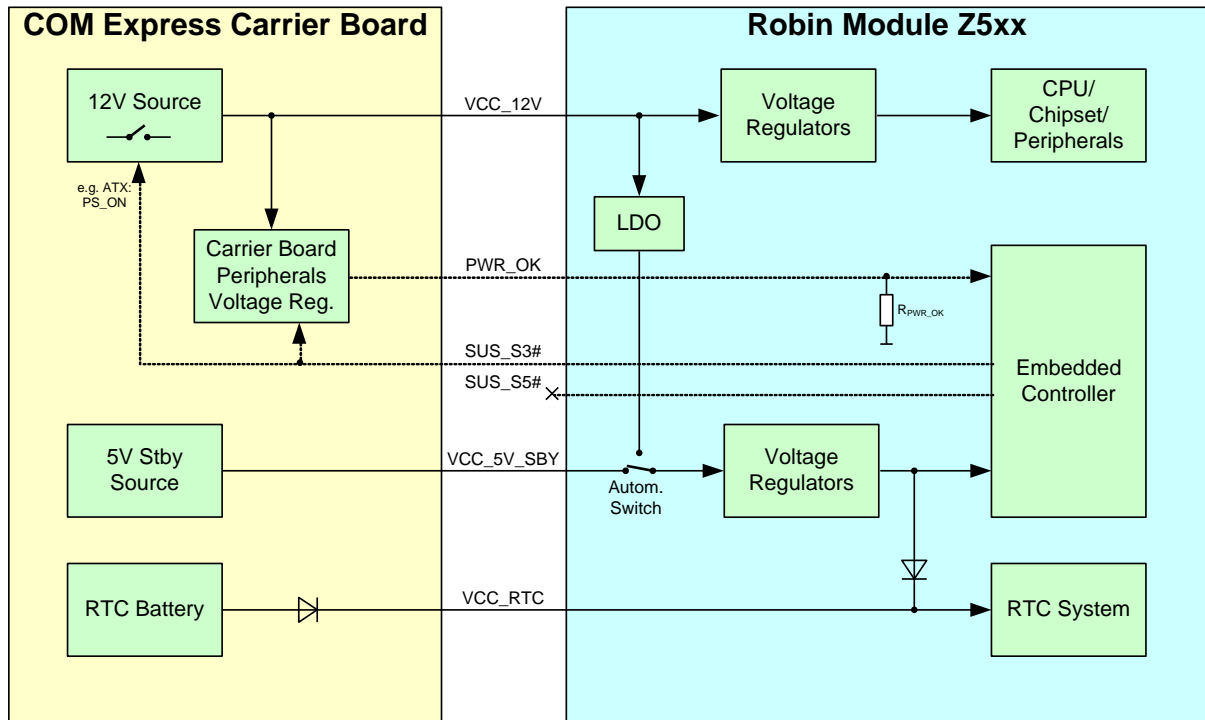 COM Express Carrier Board
Robin Module Z5xx
12V Source
VCC_12V
Voltage
Regulators
CPU/
Chipset/
Peripherals
e.g. ATX:
PS_ON
LDO
Carrier Board
Peripherals
Voltage Reg.
PWR_OK
RPWR_OK
SUS_S3#
SUS_S5#
Embedded
Controller
5V Stby
Source
VCC_5V_SBY
Autom.
Switch
Voltage
Regulators
RTC Battery
VCC_RTC
RTC System